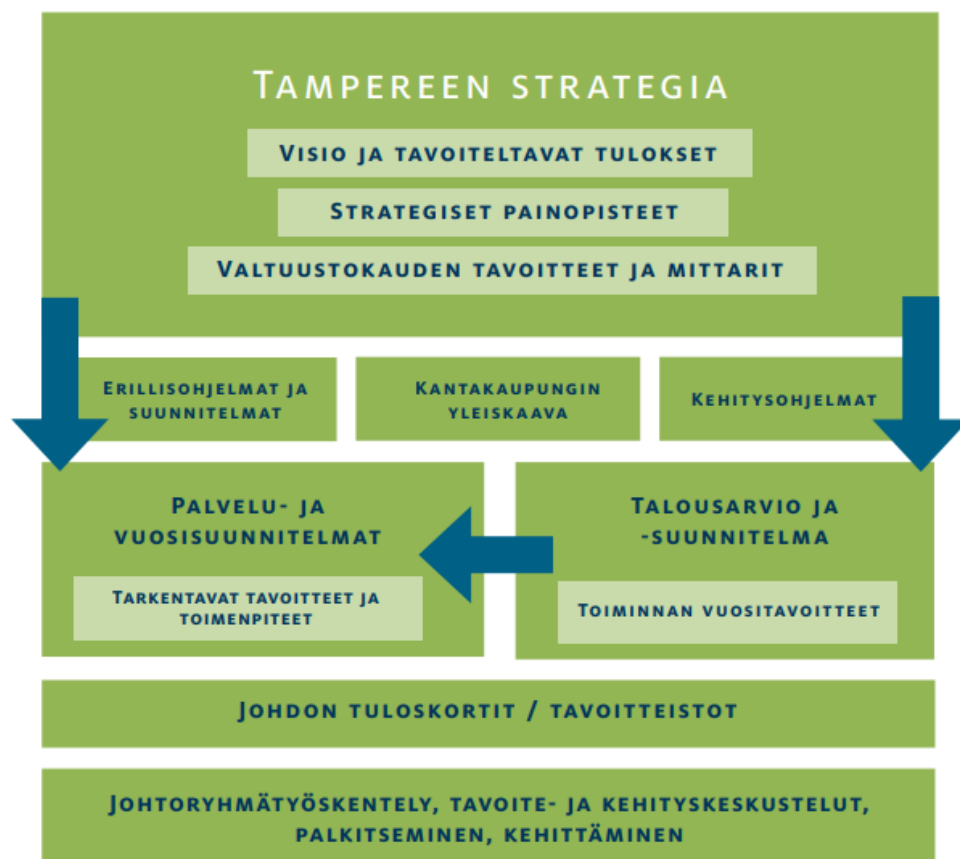 TAMPEREEN STRATEGIA
VISIO JA TAVOITELTAVAT TULOKSET
STRATEGISET PAINOPISTEET
VALTUUSTOKAUDEN TAVOITTEET JA MITTARIT
ERILLISOHJELMAT JA
SUUNNITELMAT
KANTAKAUPUNGIN
YLEISKAAVA
KEHITYSOHJELMAT
PALVELU- JA
VUOSISUUNNITELMAT
TARKENTAVAT TAVOITTEET JA
TOIMENPITEET
TALOUSARVIO JA
-SUUNNITELMA
TOIMINNAN VUOSITAVOITTEET
JOHDON TULOSKORTIT / TAVOITTEISTOT
JOHTORYHMÄTYÖSKENTELY, TAVOITE- JA KEHITYSKESKUSTELUT,
PALKITSEMINEN, KEHITTÄMINEN